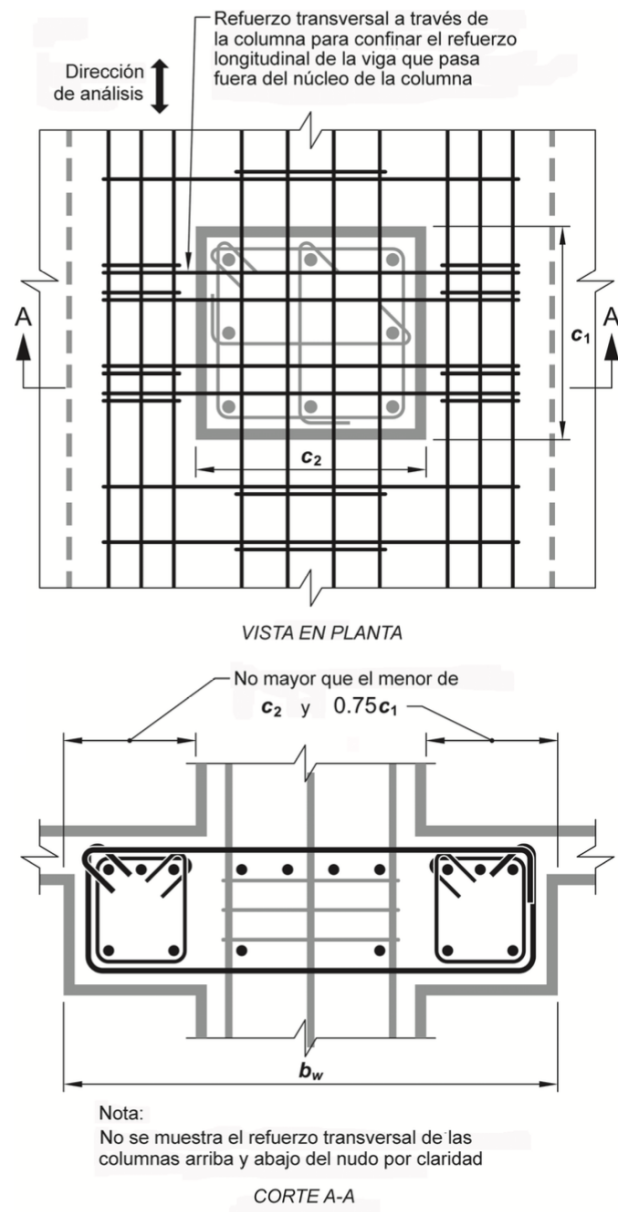 Refuerzo transversal a través de
la columna para confinar el refuerzo
longitudinal de la viga que pasa
fuera del núcleo de la columna
Dirección
de análisis
A
A
c₁
c₂
VISTA EN PLANTA
No mayor que el menor de
c₂ y 0.75c₁
bw
Nota:
No se muestra el refuerzo transversal de las
columnas arriba y abajo del nudo por claridad
CORTE A-A